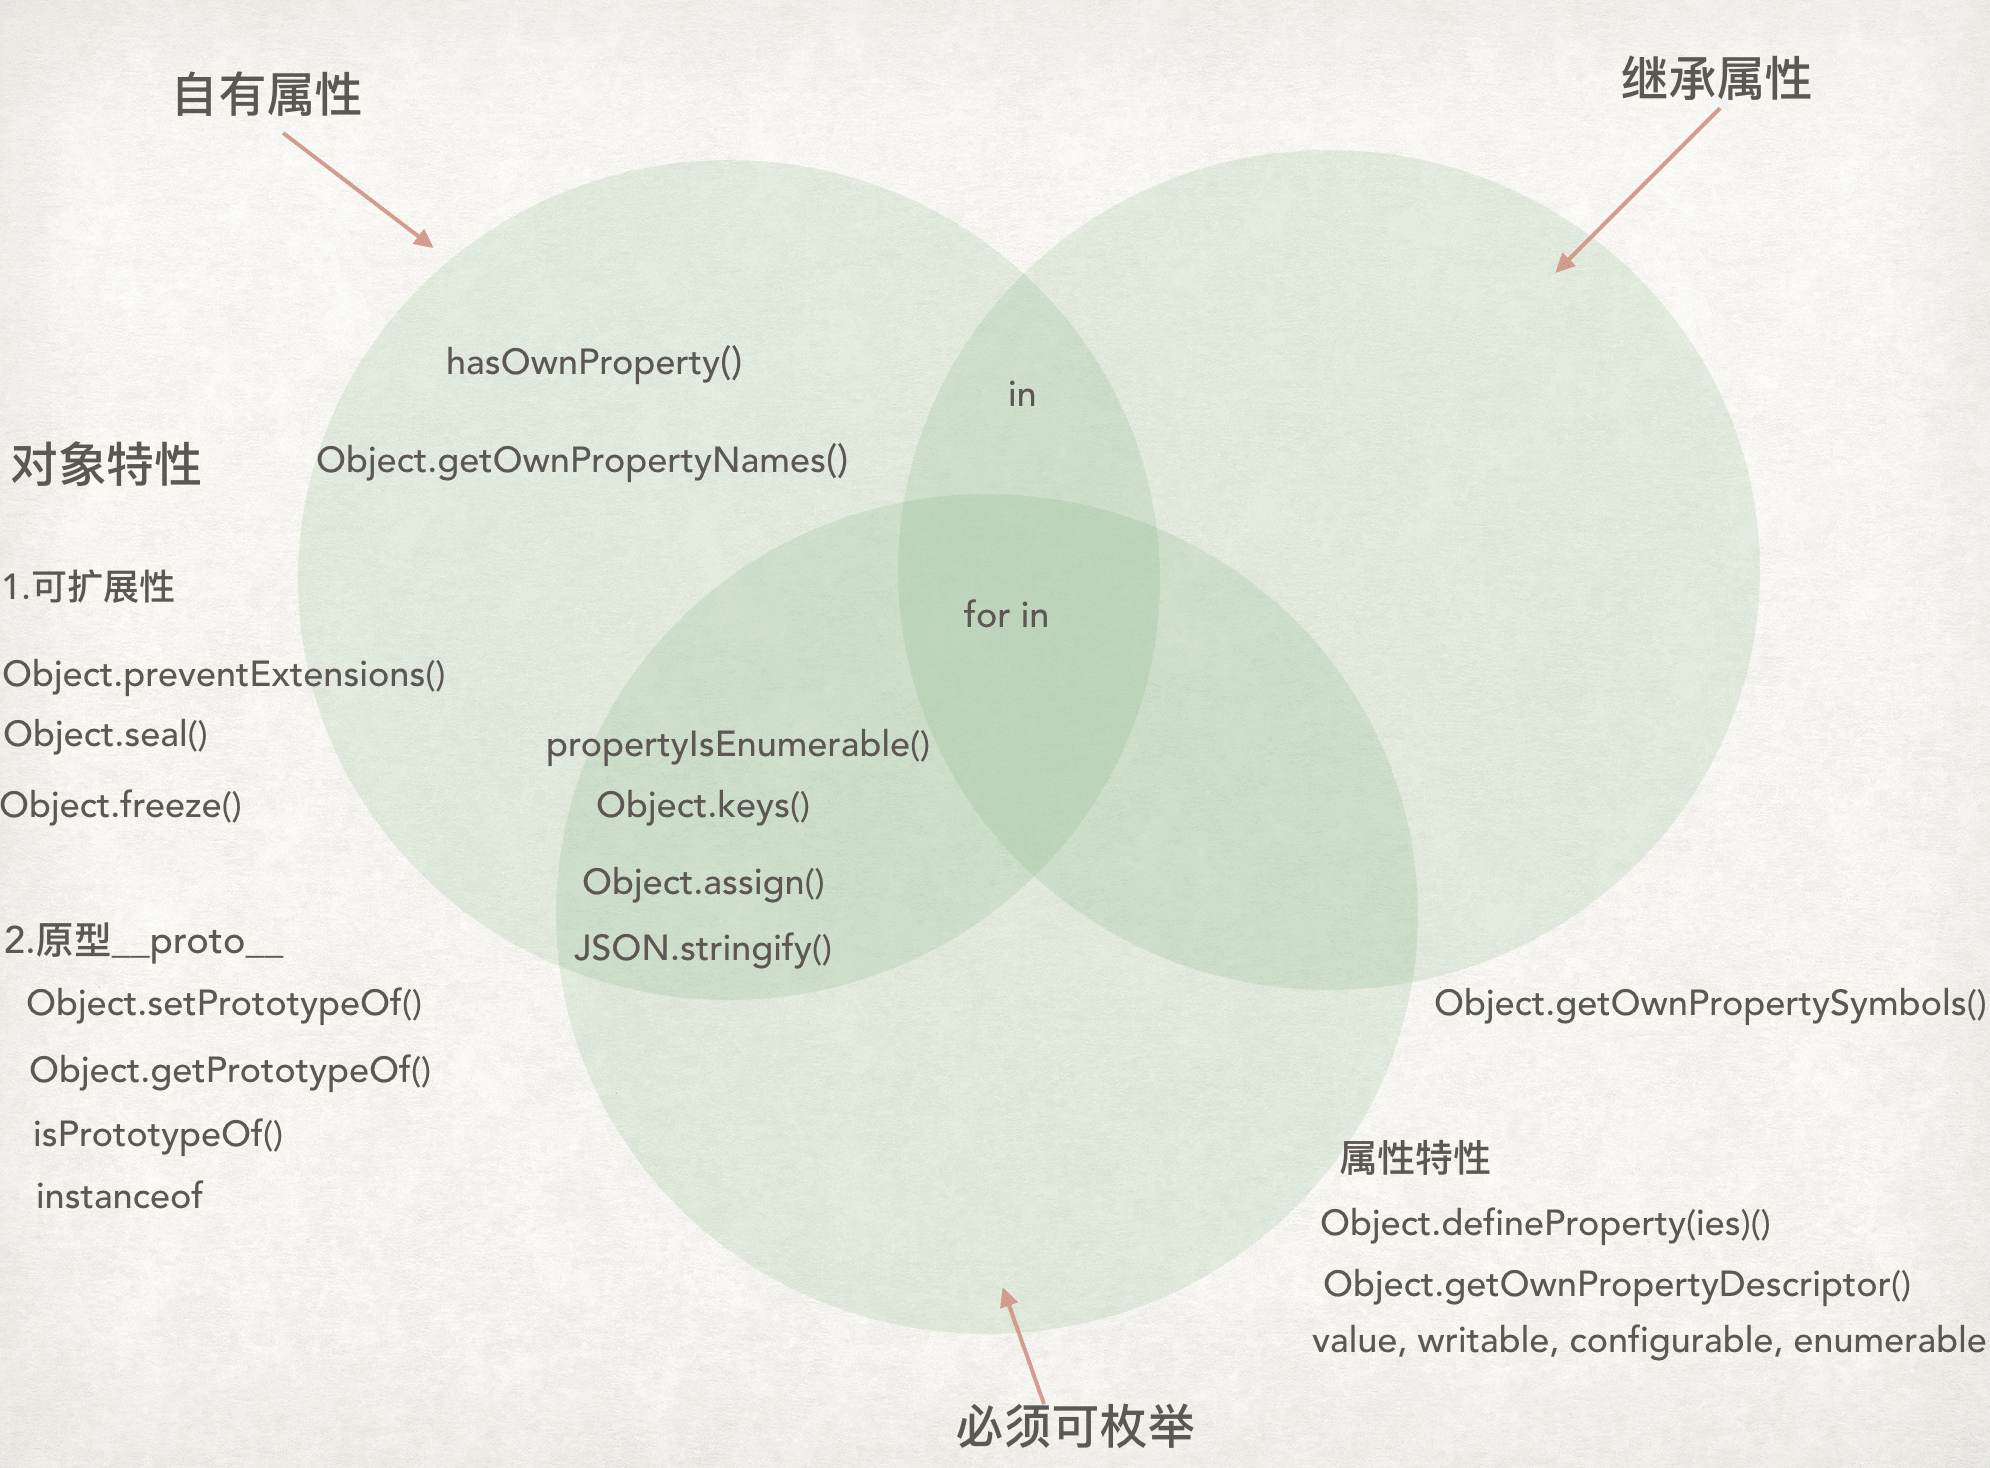 自有属性
继承属性
hasOwnProperty()
in
Object.getOwnPropertyNames()
对象特性
1.可扩展性
for in
Object.preventExtensions()
Object.seal()
propertyIsEnumerable()
Object.freeze()
Object.keys()
Object.assign()
2.原型__proto__
JSON.stringify()
Object.setPrototypeOf()
Object.getOwnPropertySymbols()
Object.getPrototypeOf()
isPrototypeOf()
属性特性
instanceof
Object.defineProperty(ies)()
Object.getOwnPropertyDescriptor()
value, writable, configurable, enumerable
必须可枚举